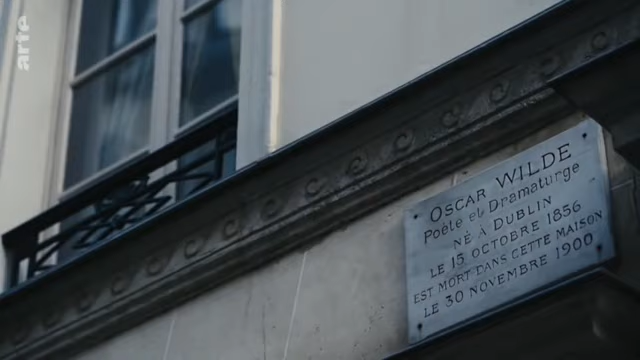 arte
OSCAR WILDE
Poète et Dramaturge
NÉ À DUBLIN
LE 15 OCTOBRE 1856
EST MORT DANS CETTE MAISON
LE 30 NOVEMBRE 1900